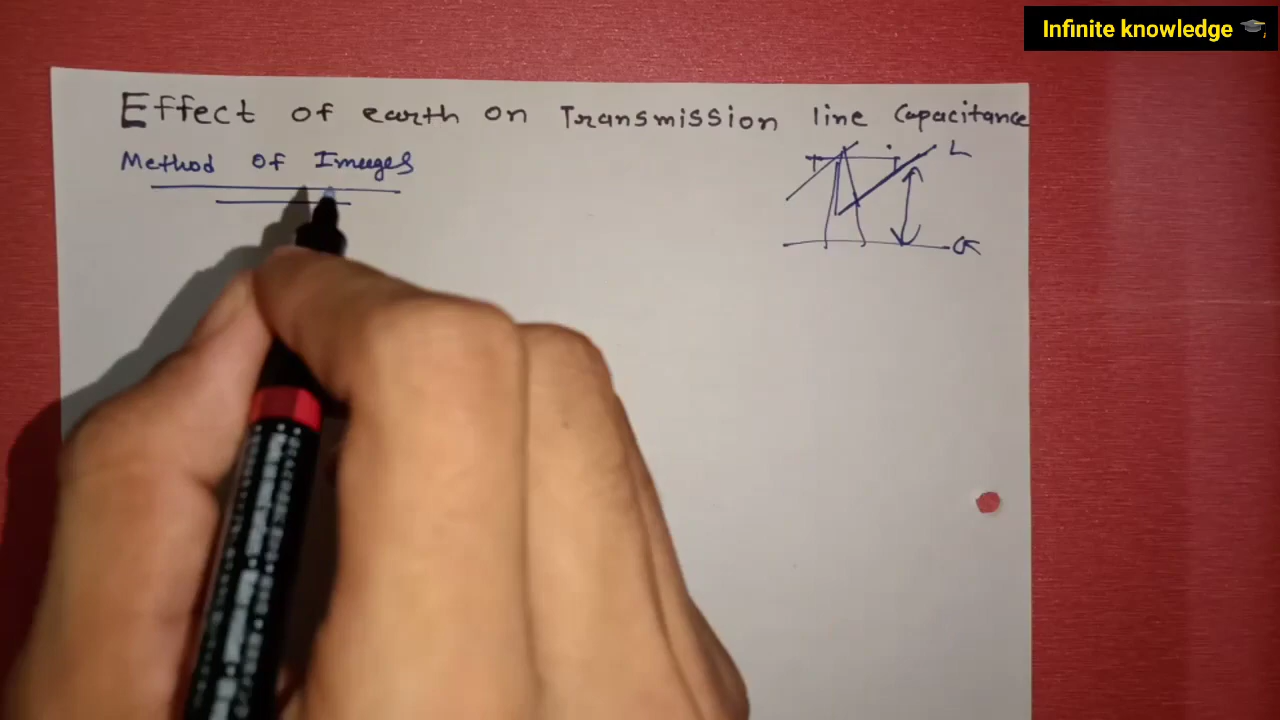 Infinite knowledge
Effect of earth on Transmission line Capacitance
Method of Images
L
G